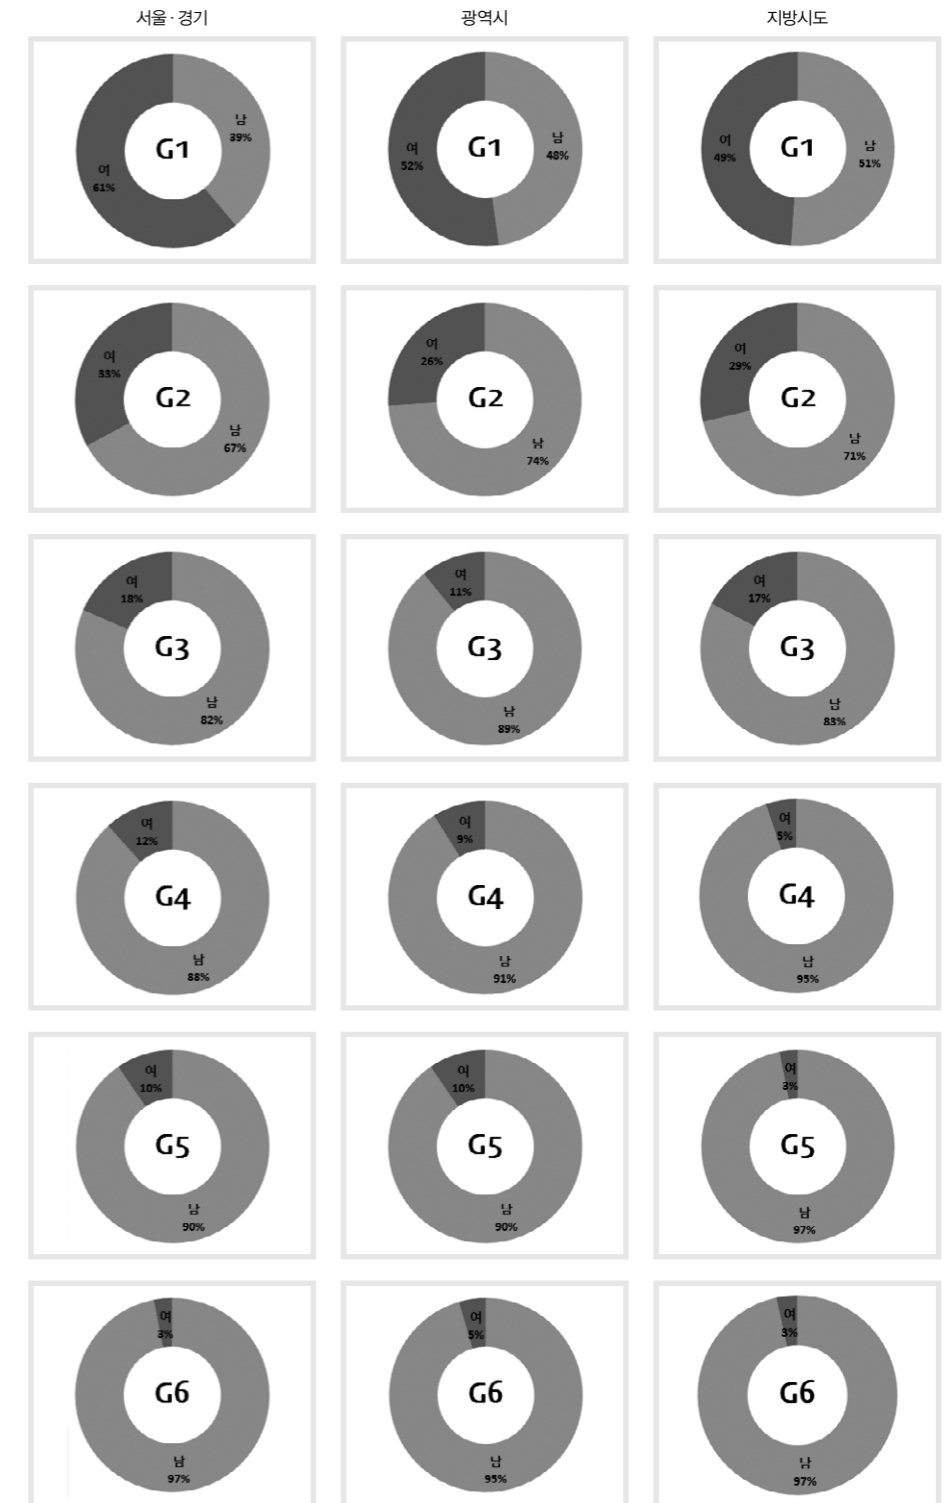 서울·경기
광역시
지방시도
남
39%
G1
여
61%
남
48%
G1
여
52%
남
51%
G1
여
49%
여
33%
G2
남
67%
여
26%
G2
남
74%
여
29%
G2
남
71%
여
18%
G3
남
82%
여
11%
G3
남
89%
여
17%
G3
남
83%
여
12%
G4
남
88%
여
9%
G4
남
91%
여
5%
G4
남
95%
여
10%
G5
남
90%
여
10%
G5
남
90%
여
3%
G5
남
97%
여
3%
G6
남
97%
여
5%
G6
남
95%
여
3%
G6
남
97%